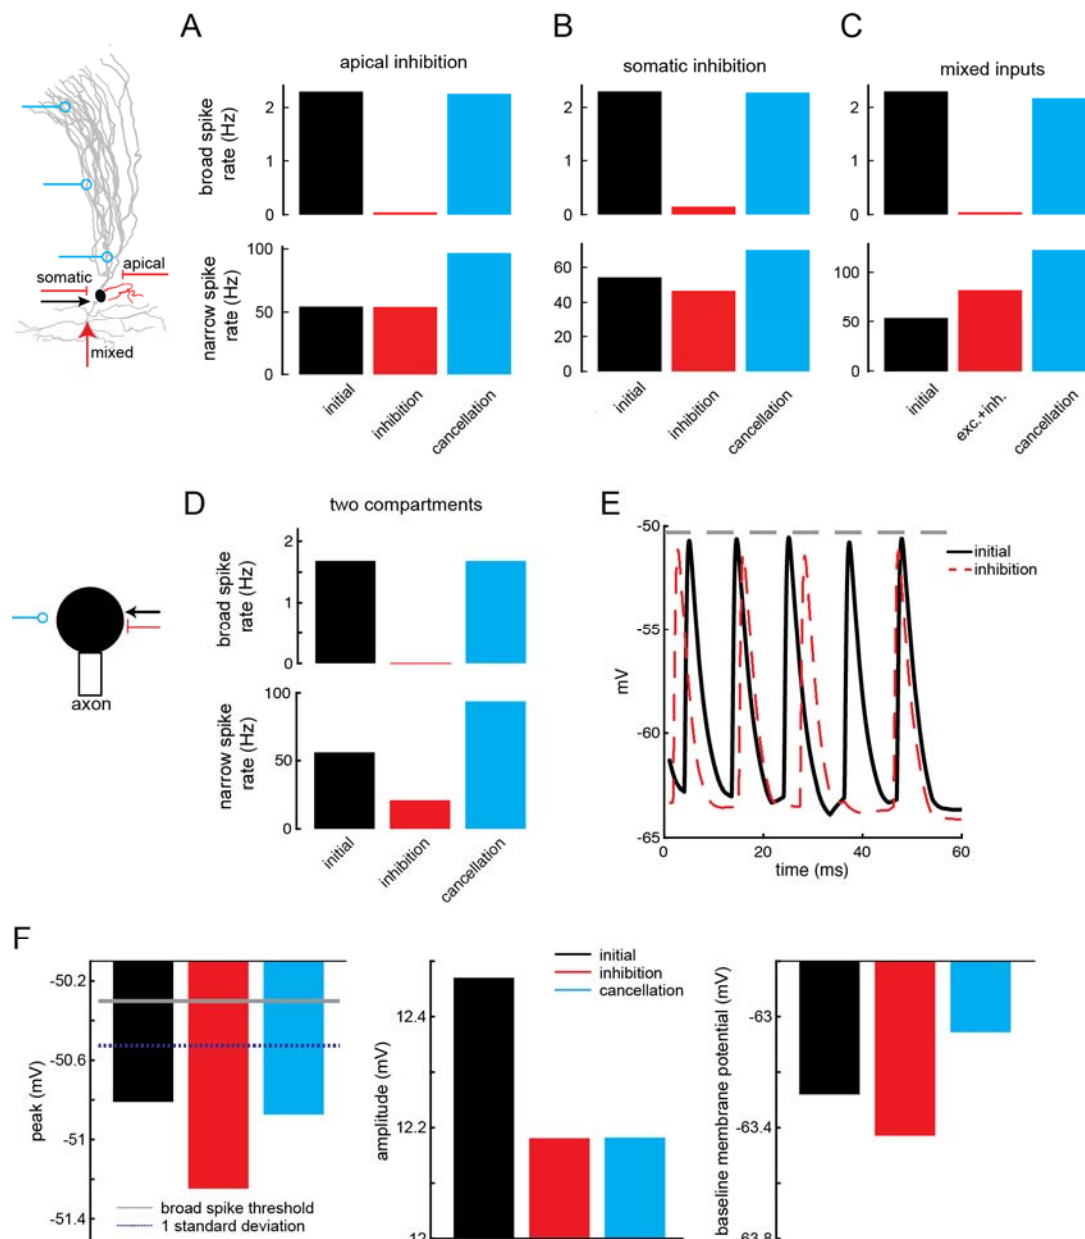 A
B
C
apical inhibition
somatic inhibition
mixed inputs
broad spike
rate (Hz)
2
1
0
2
1
0
2
1
0
apical
somatic
mixed
narrow spike
rate (Hz)
100
50
0
60
40
20
0
100
50
0
initial
inhibition
cancellation
initial
inhibition
cancellation
initial
exc.+inh.
cancellation
D
two compartments
broad spike
rate (Hz)
2
1
0
narrow spike
rate (Hz)
100
50
0
initial
inhibition
cancellation
axon
E
-50
-55
-60
-65
mV
initial
inhibition
0
20
40
60
time (ms)
F
peak (mV)
-50.2
-50.6
-51
-51.4
broad spike threshold
1 standard deviation
amplitude (mV)
12.4
12.2
12
initial
inhibition
cancellation
baseline membrane potential (mV)
-63
-63.4
-63.8